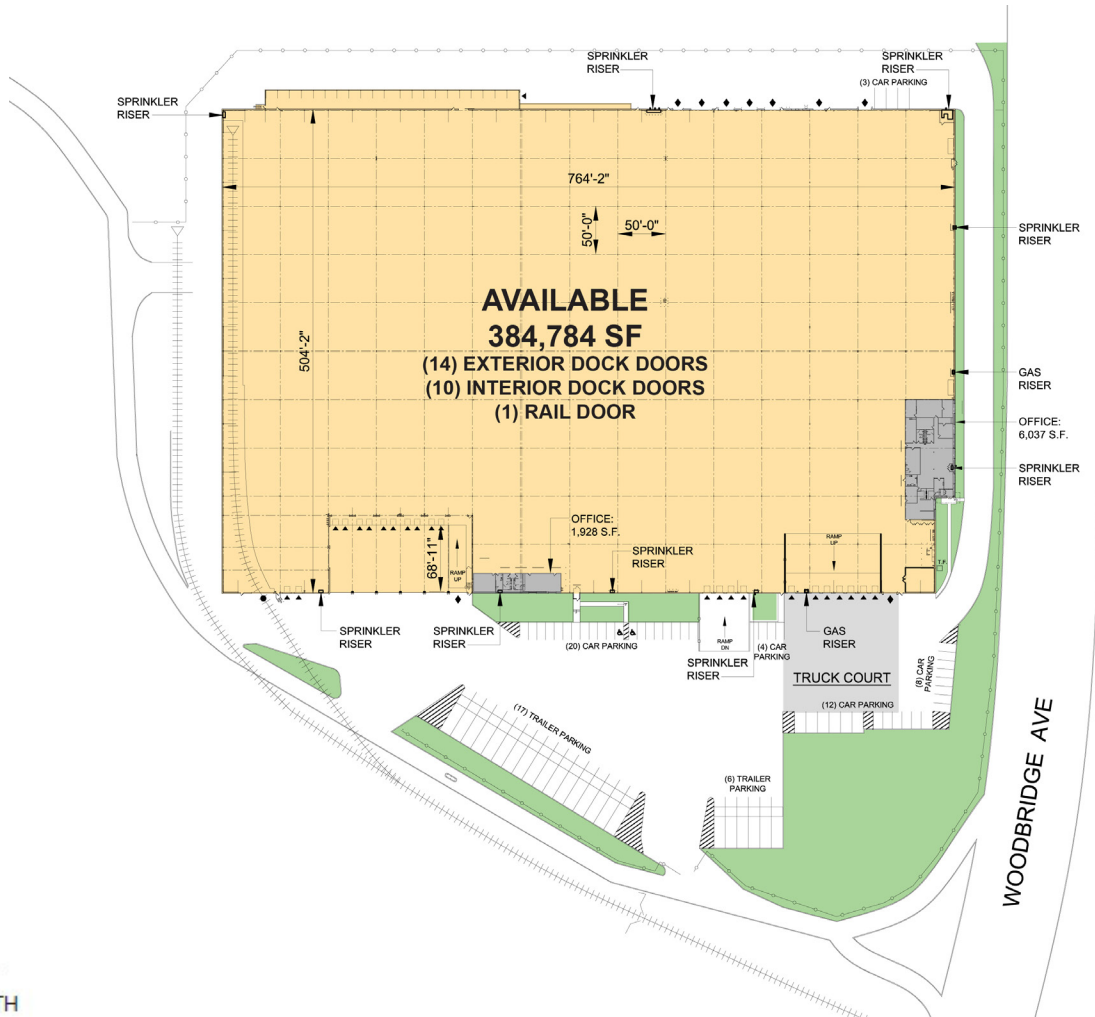 SPRINKLER
RISER
SPRINKLER
RISER
(3) CAR PARKING
SPRINKLER
RISER
764'-2"
50'-0"
50'-0"
SPRINKLER
RISER
AVAILABLE
384,784 SF
(14) EXTERIOR DOCK DOORS
(10) INTERIOR DOCK DOORS
(1) RAIL DOOR
504'-2"
GAS
RISER
OFFICE:
6,037 S.F.
SPRINKLER
RISER
OFFICE:
1,928 S.F.
68'-11"
RAMP
UP
SPRINKLER
RISER
RAMP
UP
T.F.
SPRINKLER
RISER
SPRINKLER
RISER
(20) CAR PARKING
RAMP
DN
SPRINKLER
RISER
(4) CAR
PARKING
GAS
RISER
TRUCK COURT
(8) CAR
PARKING
(12) CAR PARKING
(17) TRAILER PARKING
(6) TRAILER
PARKING
WOODBRIDGE AVE
TH